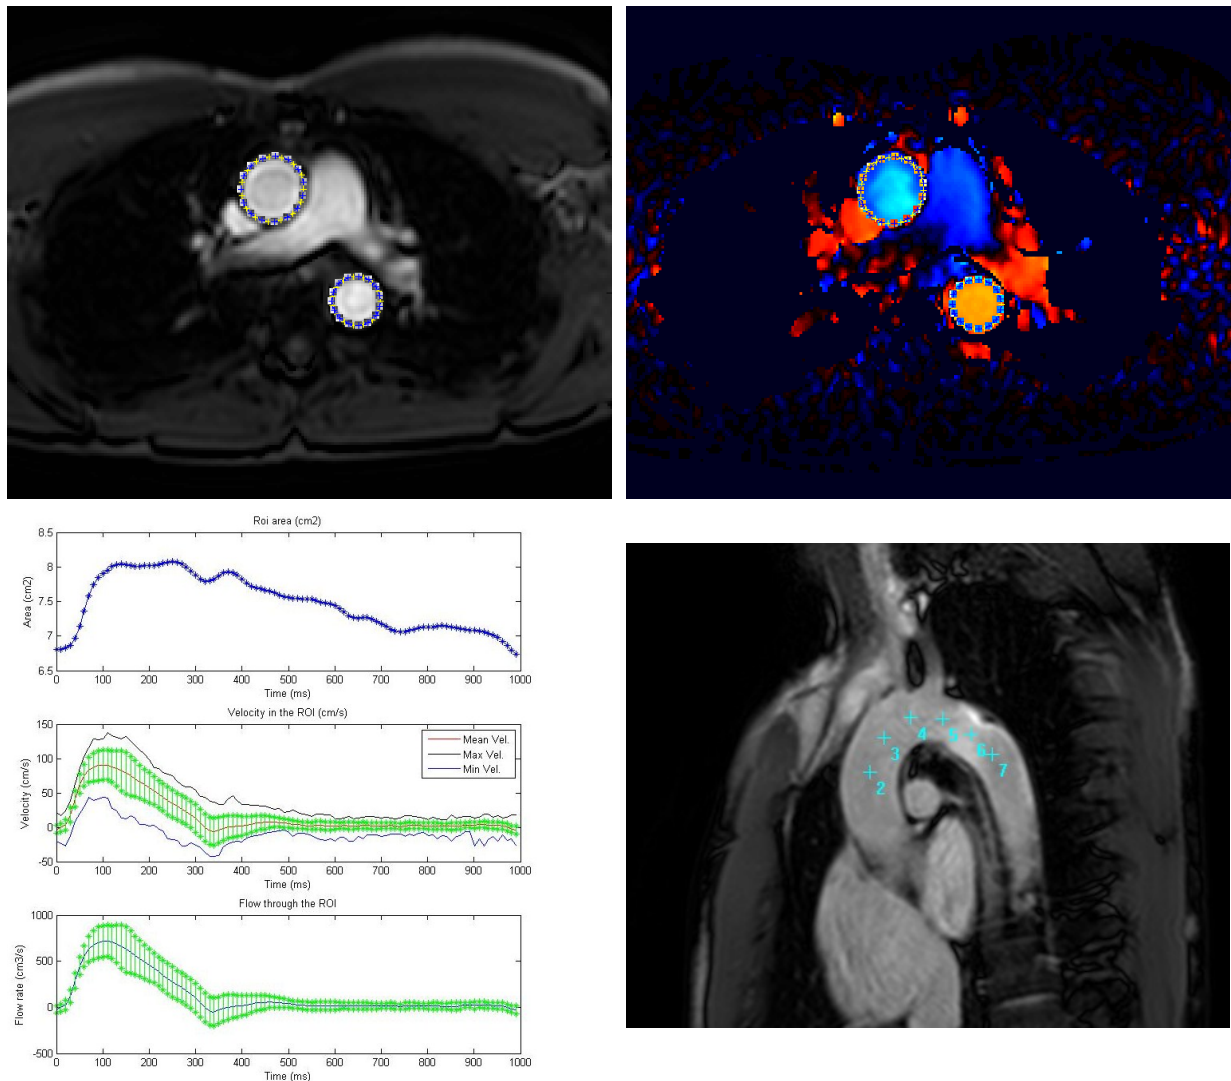 Roi area (cm2)
Area (cm2)
8.5
8
7.5
7
6.5
0 100 200 300 400 500 600 700 800 900 1000
Time (ms)
Velocity in the ROI (cm/s)
Velocity (cm/s)
150
100
50
0
-50
Mean Vel.
Max Vel.
Min Vel.
0 100 200 300 400 500 600 700 800 900 1000
Time (ms)
Flow through the ROI
Flow rate (cm3/s)
1000
500
0
-500
0 100 200 300 400 500 600 700 800 900 1000
Time (ms)
2
3
4
5
6
7